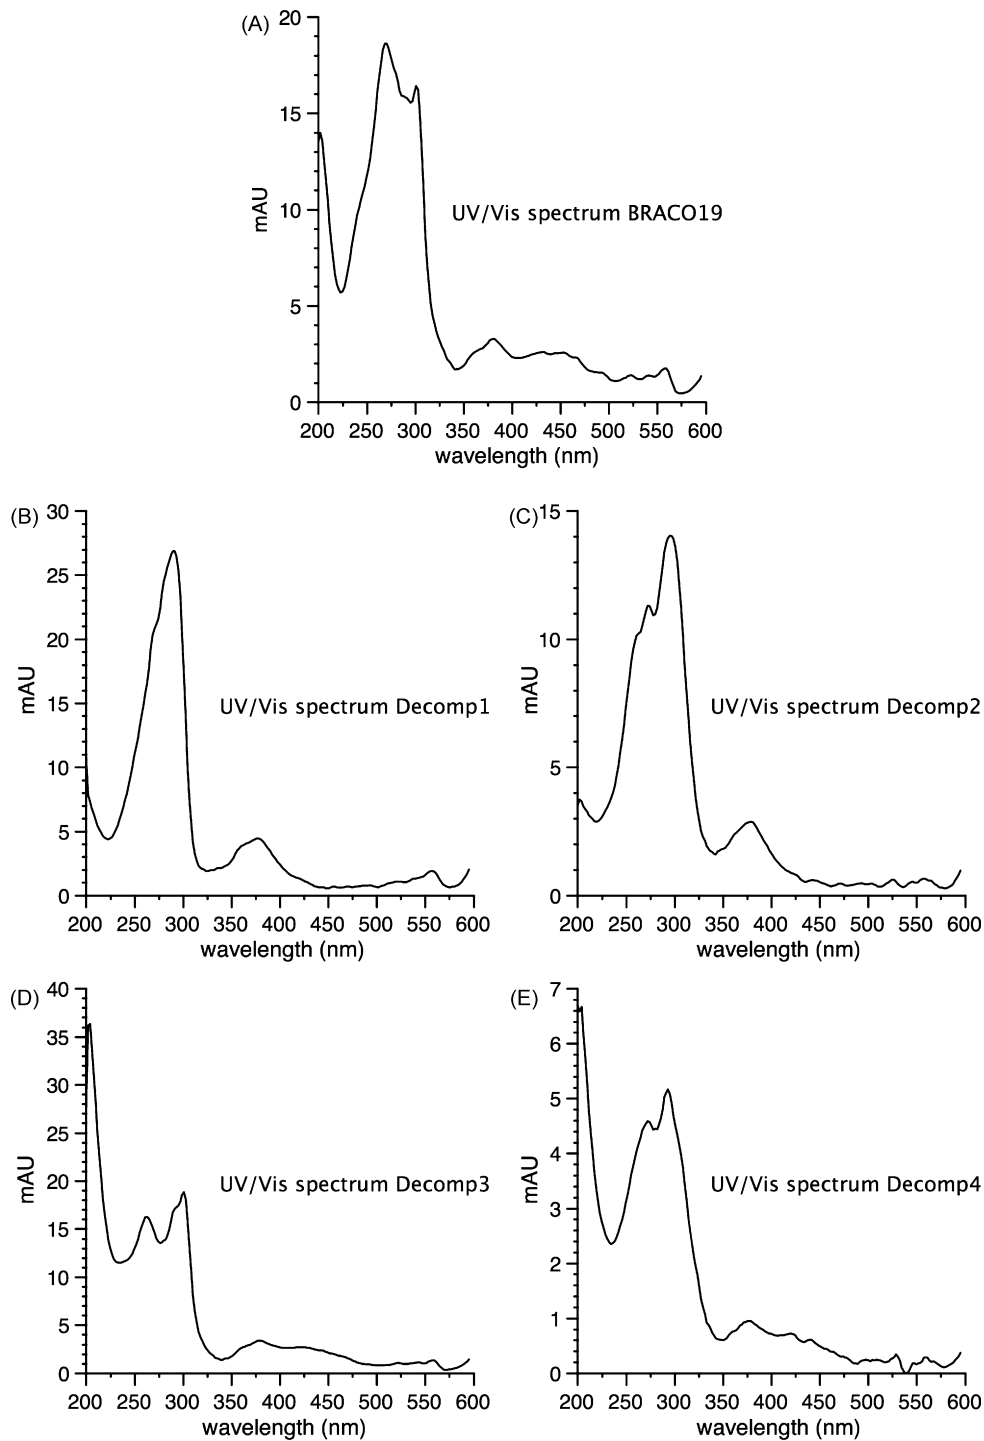 (A)
20
15
10
5
0
mAU
UV/Vis spectrum BRACO19
200 250 300 350 400 450 500 550 600
wavelength (nm)
(B)
30
25
20
15
10
5
0
mAU
UV/Vis spectrum Decomp1
200 250 300 350 400 450 500 550 600
wavelength (nm)
(C)
15
10
5
0
mAU
UV/Vis spectrum Decomp2
200 250 300 350 400 450 500 550 600
wavelength (nm)
(D)
40
35
30
25
20
15
10
5
0
mAU
UV/Vis spectrum Decomp3
200 250 300 350 400 450 500 550 600
wavelength (nm)
(E)
7
6
5
4
3
2
1
0
mAU
UV/Vis spectrum Decomp4
200 250 300 350 400 450 500 550 600
wavelength (nm)